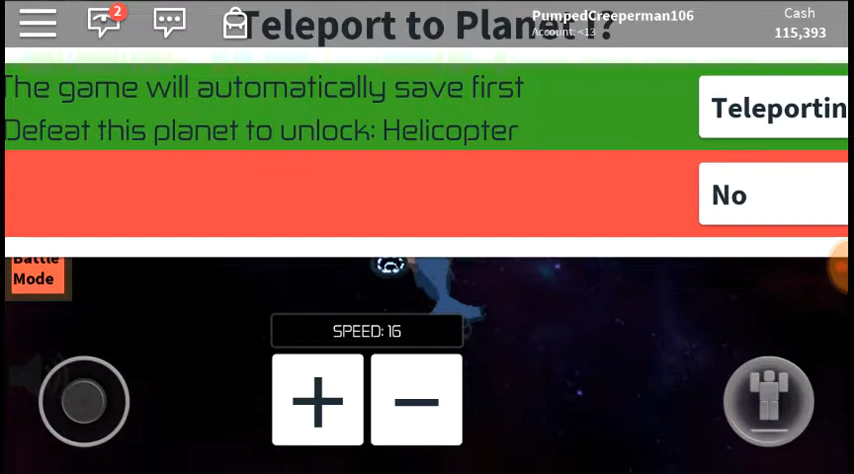 2
Teleport to Planet 1?
PumpedCreeperman106
Account: <13
Cash
115,393
The game will automatically save first
Defeat this planet to unlock: Helicopter
Teleportin
No
Battle
Mode
SPEED: 16
+
−